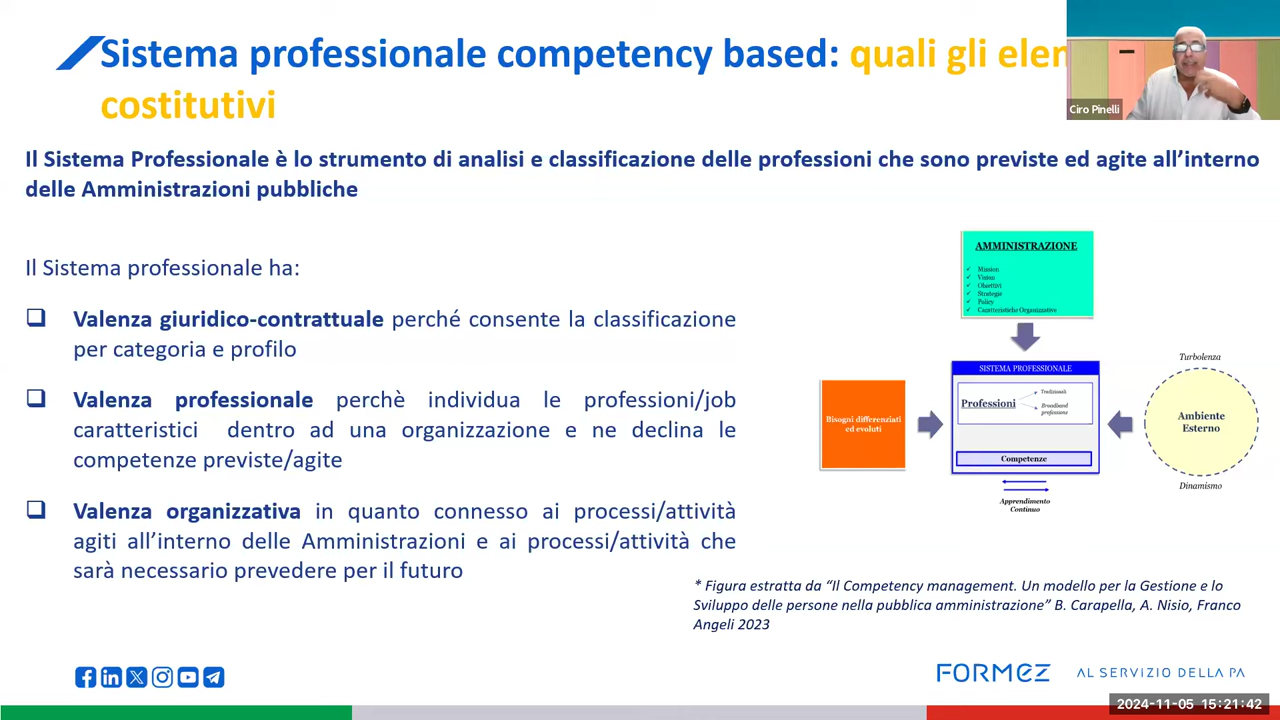 Sistema professionale competency based: quali gli elem
costitutivi
Ciro Pinelli
Il Sistema Professionale è lo strumento di analisi e classificazione delle professioni che sono previste ed agite all'interno
delle Amministrazioni pubbliche
Il Sistema professionale ha:
Valenza giuridico-contrattuale perché consente la classificazione
per categoria e profilo
Valenza professionale perchè individua le professioni/job
caratteristici dentro ad una organizzazione e ne declina le
competenze previste/agite
Valenza organizzativa in quanto connesso ai processi/attività
agiti all'interno delle Amministrazioni e ai processi/attività che
sarà necessario prevedere per il futuro
AMMINISTRAZIONE
Mission
Vision
Obiettivi
Strategie
Policy
Caratteristiche Organizzative
Bisogni differenziati
ed evoluti
SISTEMA PROFESSIONALE
Professioni
Tradizionali
Broadband
professions
Competenze
Apprendimento
Continuo
Turbolenza
Ambiente
Esterno
Dinamismo
* Figura estratta da "Il Competency management. Un modello per la Gestione e lo
Sviluppo delle persone nella pubblica amministrazione" B. Carapella, A. Nisio, Franco
Angeli 2023
FORMEZ AL SERVIZIO DELLA PA
2024-11-05 15:21:42